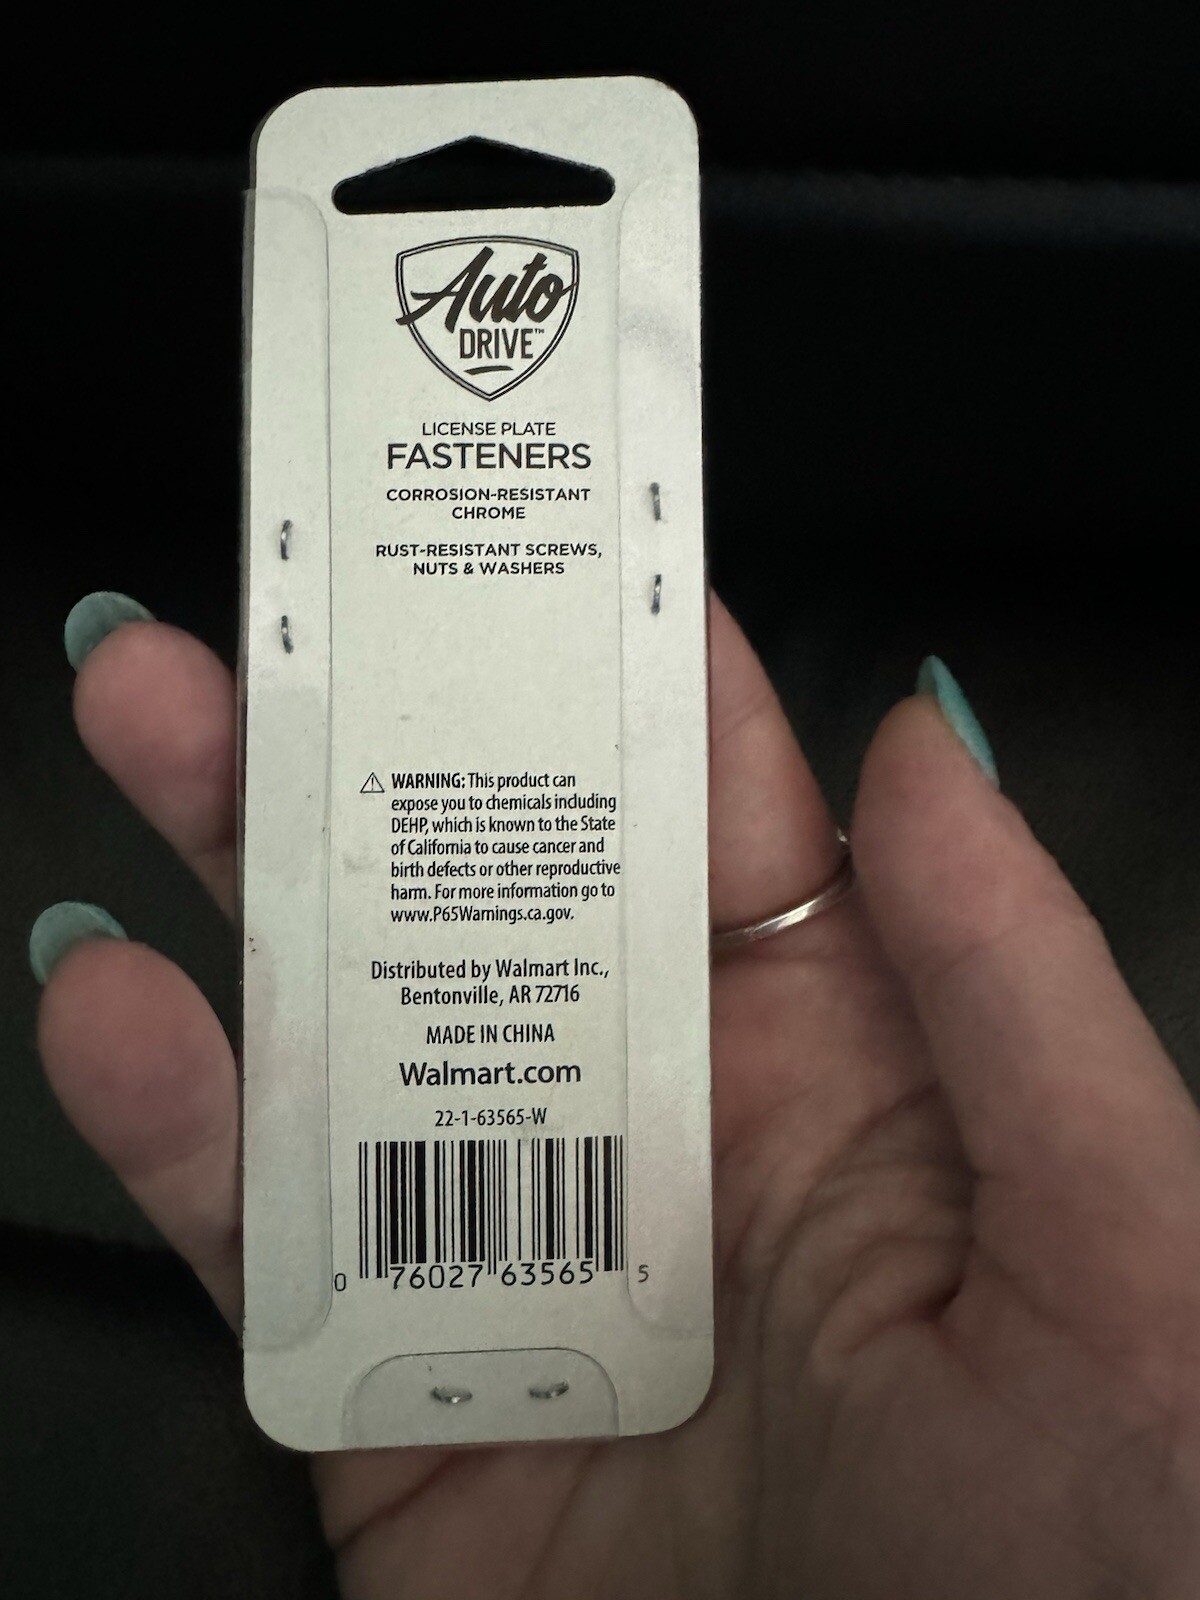 Auto
DRIVE™
LICENSE PLATE
FASTENERS
CORROSION-RESISTANT
CHROME
RUST-RESISTANT SCREWS,
NUTS & WASHERS
⚠ WARNING: This product can
expose you to chemicals including
DEHP, which is known to the State
of California to cause cancer and
birth defects or other reproductive
harm. For more information go to
www.P65Warnings.ca.gov.
Distributed by Walmart Inc.,
Bentonville, AR 72716
MADE IN CHINA
Walmart.com
22-1-63565-W
0 76027 63565 5